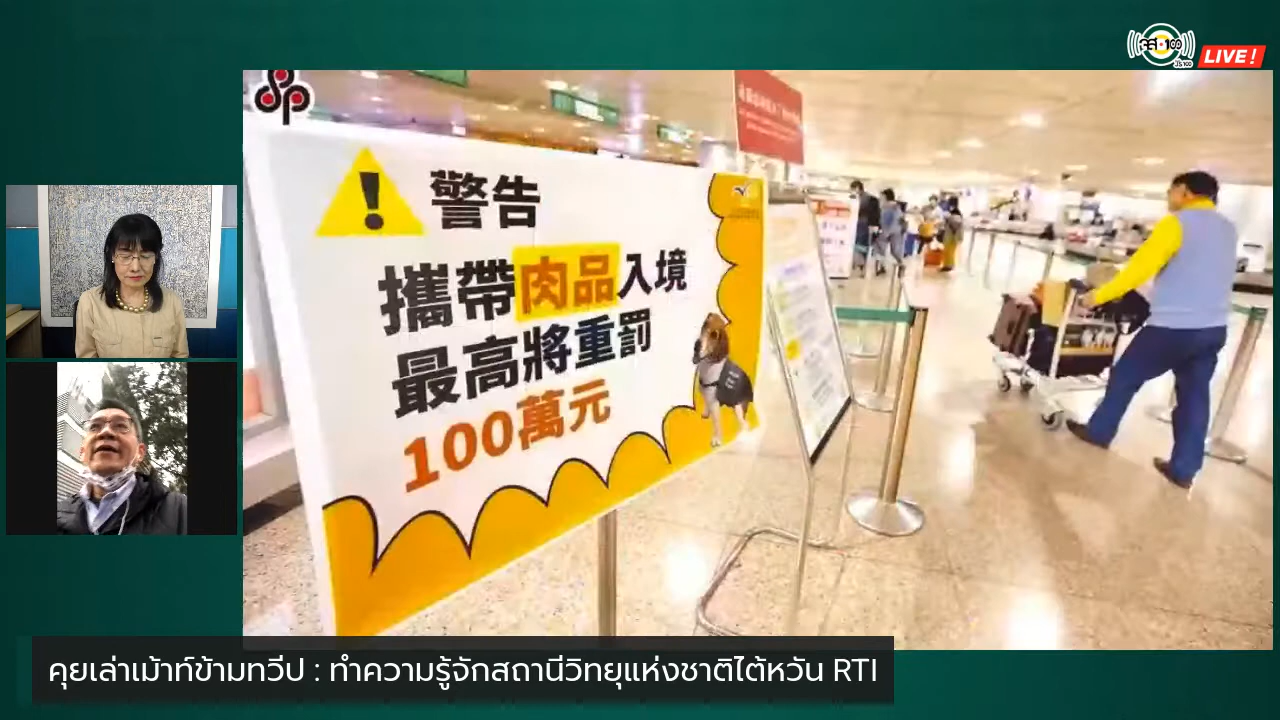 จส.100
LIVE!
警告
攜帶肉品入境
最高將重罰
100萬元
คุยเล่าเม้าท์ข้ามทวีป : ทำความรู้จักสถานีวิทยุแห่งชาติไต้หวัน RTI